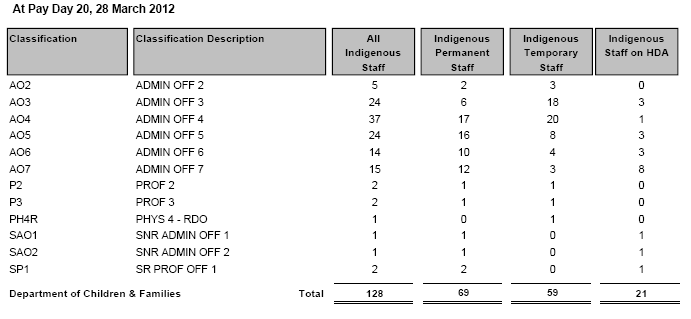 At Pay Day 20, 28 March 2012
Classification Classification Description All Indigenous Staff Indigenous Permanent Staff Indigenous Temporary Staff Indigenous Staff on HDA
AO2 ADMIN OFF 2 5 2 3 0
AO3 ADMIN OFF 3 24 6 18 3
AO4 ADMIN OFF 4 37 17 20 1
AO5 ADMIN OFF 5 24 16 8 3
AO6 ADMIN OFF 6 14 10 4 3
AO7 ADMIN OFF 7 15 12 3 8
P2 PROF 2 2 1 1 0
P3 PROF 3 2 1 1 0
PH4R PHYS 4 - RDO 1 0 1 0
SAO1 SNR ADMIN OFF 1 1 1 0 1
SAO2 SNR ADMIN OFF 2 1 1 0 1
SP1 SR PROF OFF 1 2 2 0 1
Department of Children & Families Total 128 69 59 21